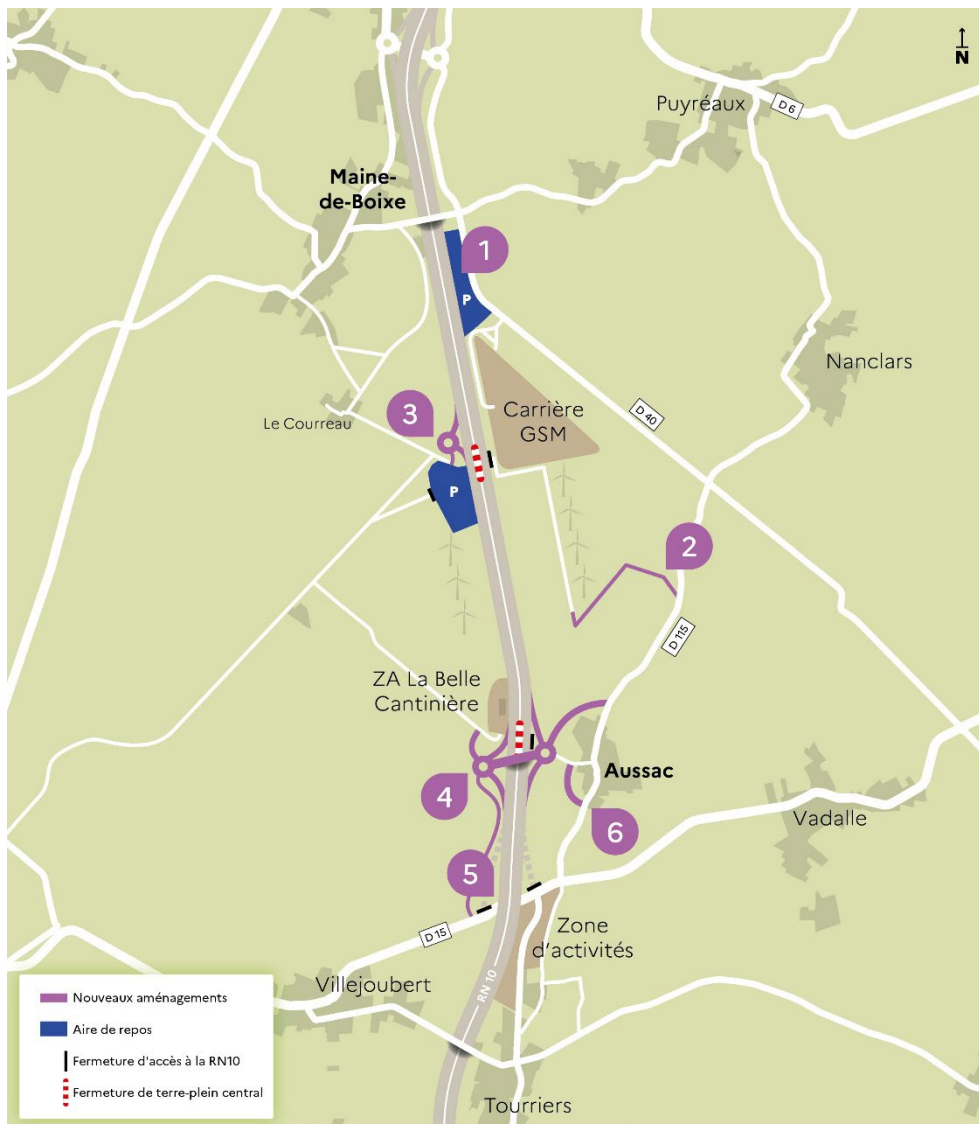 N
Puyréaux
D 6
Maine-
de-Boixe
1
P
Nanclars
3
Carrière
GSM
Le Courreau
D 40
P
2
D 115
ZA La Belle
Cantinière
Aussac
4
Vadalle
6
5
Zone
d'activités
D 15
RN 10
Villejoubert
Nouveaux aménagements
Aire de repos
Fermeture d'accès à la RN10
Fermeture de terre-plein central
Tourriers